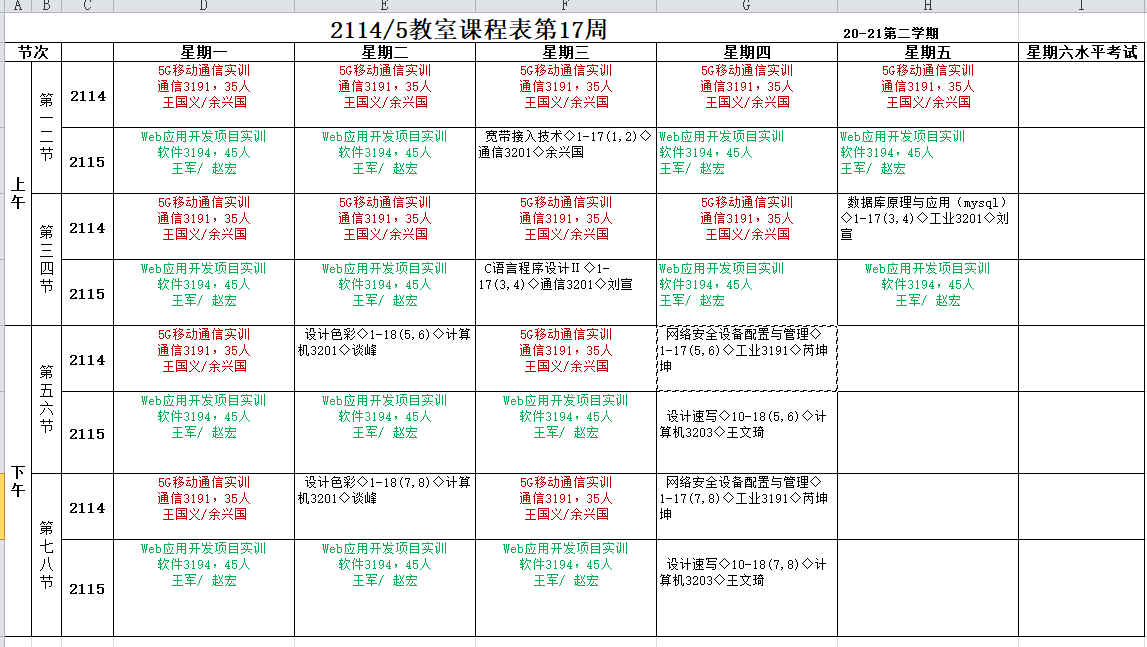 A B C D E F G H I
2114/5教室课程表第17周
20-21第二学期
节次 星期一 星期二 星期三 星期四 星期五 星期六水平考试
上午
第一二节
2114
5G移动通信实训
通信3191，35人
王国义/余兴国
5G移动通信实训
通信3191，35人
王国义/余兴国
5G移动通信实训
通信3191，35人
王国义/余兴国
5G移动通信实训
通信3191，35人
王国义/余兴国
5G移动通信实训
通信3191，35人
王国义/余兴国
2115
Web应用开发项目实训
软件3194，45人
王军/ 赵宏
Web应用开发项目实训
软件3194，45人
王军/ 赵宏
宽带接入技术◇1-17(1,2)◇
通信3201◇余兴国
Web应用开发项目实训
软件3194，45人
王军/ 赵宏
Web应用开发项目实训
软件3194，45人
王军/ 赵宏
第三四节
2114
5G移动通信实训
通信3191，35人
王国义/余兴国
5G移动通信实训
通信3191，35人
王国义/余兴国
5G移动通信实训
通信3191，35人
王国义/余兴国
5G移动通信实训
通信3191，35人
王国义/余兴国
数据库原理与应用（mysql）
◇1-17(3,4)◇工业3201◇刘
宣
2115
Web应用开发项目实训
软件3194，45人
王军/ 赵宏
Web应用开发项目实训
软件3194，45人
王军/ 赵宏
C语言程序设计Ⅱ◇1-
17(3,4)◇通信3201◇刘宣
Web应用开发项目实训
软件3194，45人
王军/ 赵宏
Web应用开发项目实训
软件3194，45人
王军/ 赵宏
下午
第五六节
2114
5G移动通信实训
通信3191，35人
王国义/余兴国
设计色彩◇1-18(5,6)◇计算
机3201◇谈峰
5G移动通信实训
通信3191，35人
王国义/余兴国
网络安全设备配置与管理◇
1-17(5,6)◇工业3191◇芮坤
坤
2115
Web应用开发项目实训
软件3194，45人
王军/ 赵宏
Web应用开发项目实训
软件3194，45人
王军/ 赵宏
Web应用开发项目实训
软件3194，45人
王军/ 赵宏
设计速写◇10-18(5,6)◇计
算机3203◇王文琦
第七八节
2114
5G移动通信实训
通信3191，35人
王国义/余兴国
设计色彩◇1-18(7,8)◇计算
机3201◇谈峰
5G移动通信实训
通信3191，35人
王国义/余兴国
网络安全设备配置与管理◇
1-17(7,8)◇工业3191◇芮坤
坤
2115
Web应用开发项目实训
软件3194，45人
王军/ 赵宏
Web应用开发项目实训
软件3194，45人
王军/ 赵宏
Web应用开发项目实训
软件3194，45人
王军/ 赵宏
设计速写◇10-18(7,8)◇计
算机3203◇王文琦